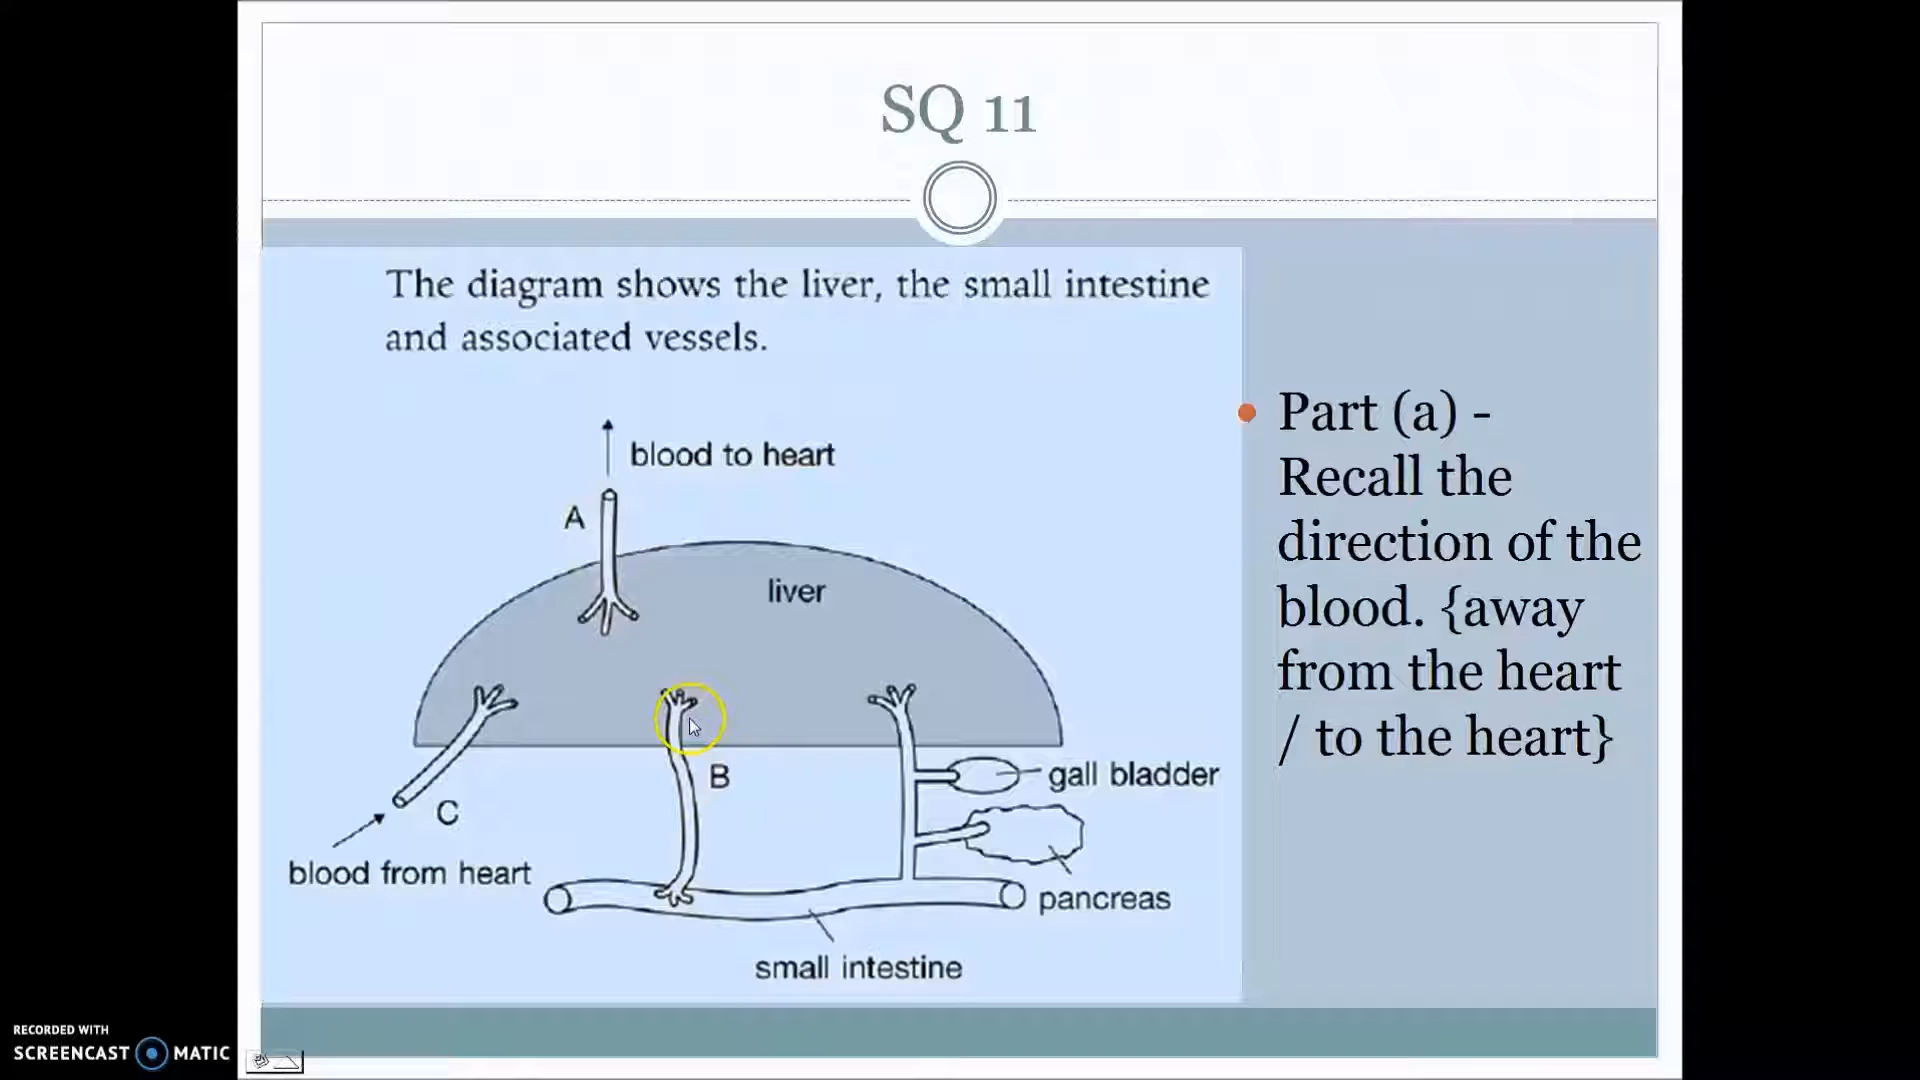 SQ 11
The diagram shows the liver, the small intestine
and associated vessels.
blood to heart
A
liver
B
C
gall bladder
blood from heart
pancreas
small intestine
Part (a) -
Recall the
direction of the
blood. {away
from the heart
/ to the heart}
RECORDED WITH
SCREENCAST MATIC